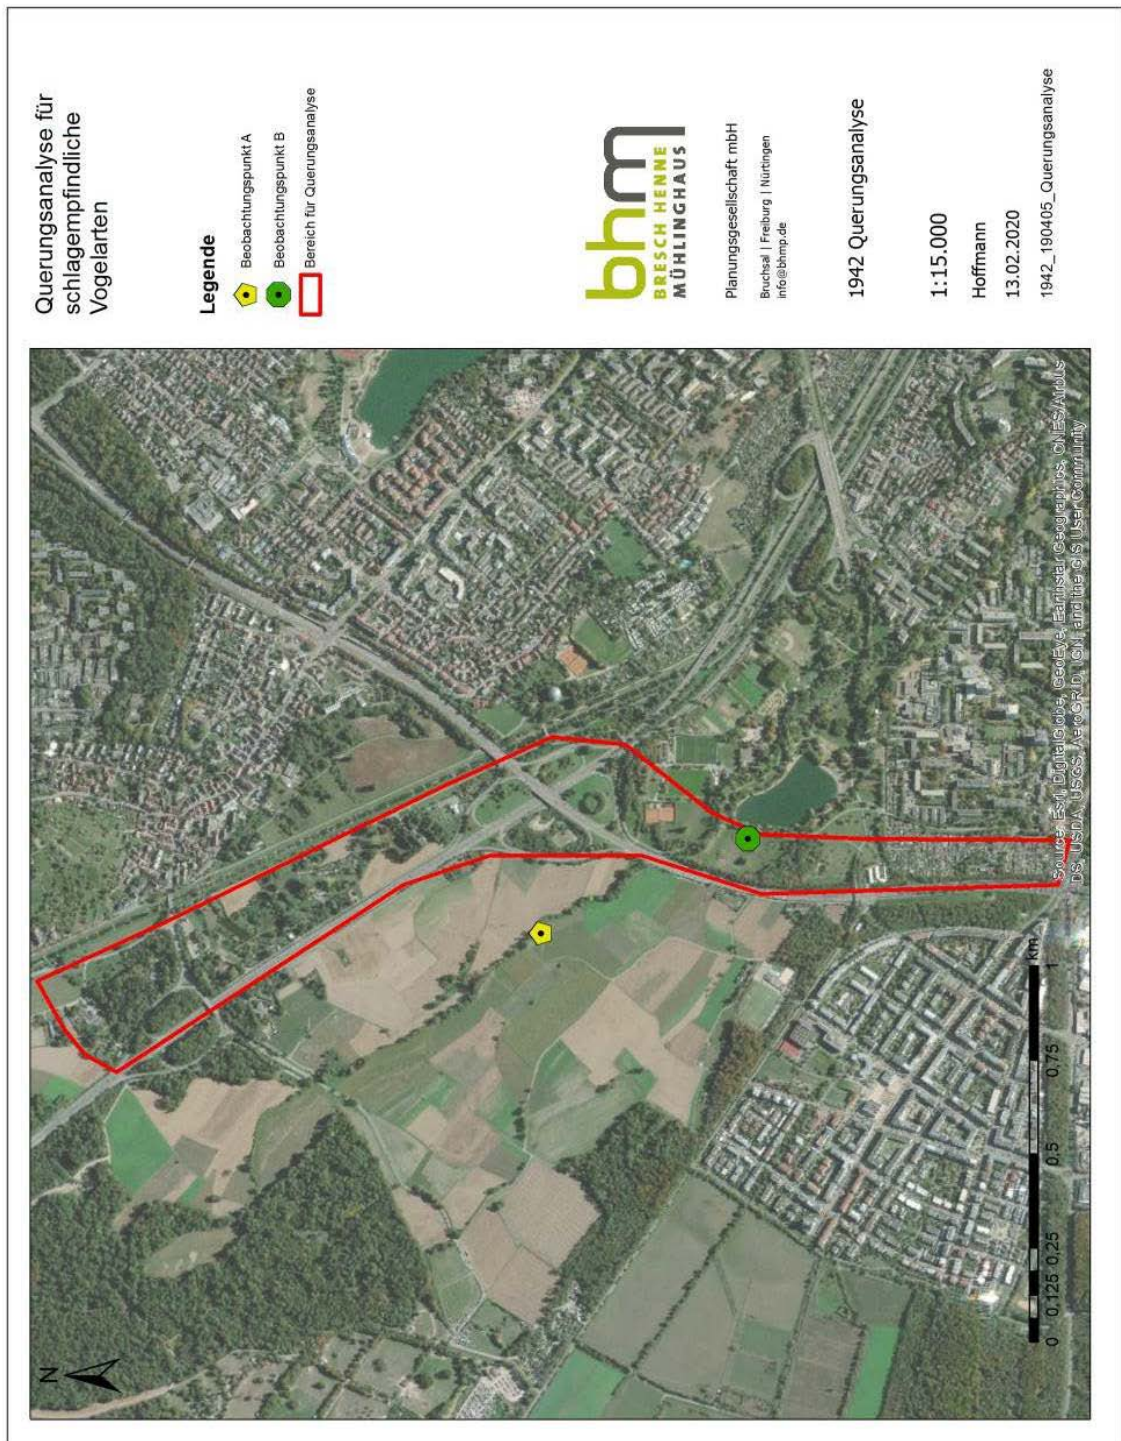 Querungsanalyse für
schlagempfindliche
Vogelarten
Legende
Beobachtungspunkt A
Beobachtungspunkt B
Bereich für Querungsanalyse
bhm
BRESCH HENNE
MÜHLINGHAUS
Planungsgesellschaft mbH
Bruchsal | Freiburg | Nürtingen
info@bhmp.de
1942 Querungsanalyse
1:15.000
Hoffmann
13.02.2020
1942_190405_Querungsanalyse
N
0 0,125 0,25 0,5 0,75 1
km
Source: Esri, DigitalGlobe, GeoEye, Earthstar Geographics, CNES/Airbus
DS, USDA, USGS, AeroGRID, IGN, and the GIS User Community